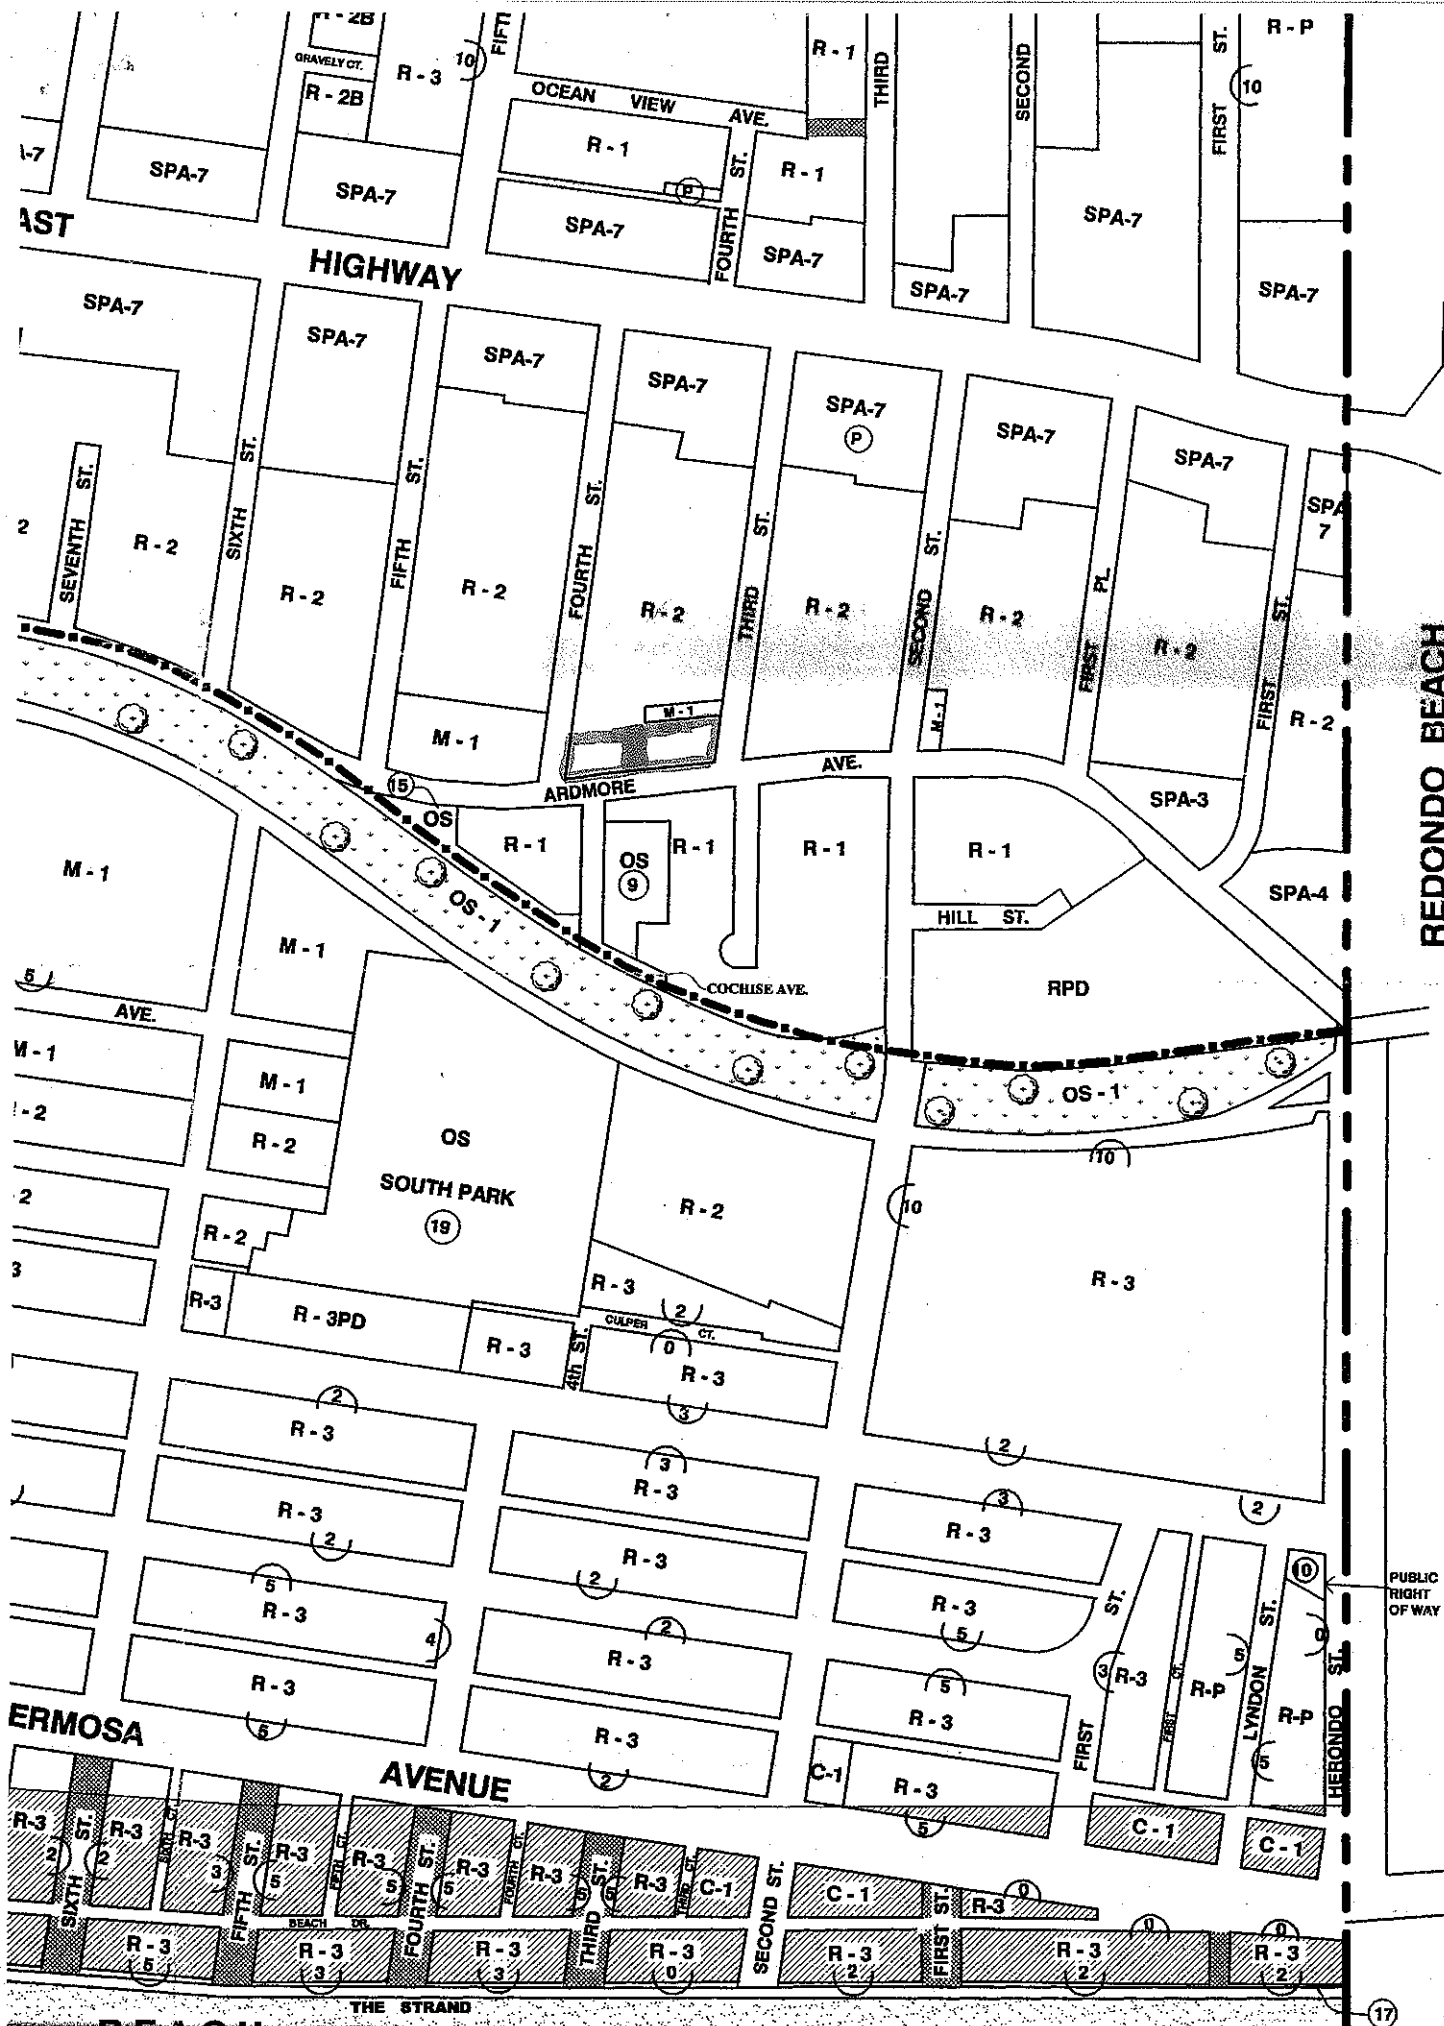 R - 2B
GRAVELY CT.
R - 3
10
R - 2B
OCEAN VIEW AVE.
R - 1
THIRD
SECOND
FIRST ST.
R - P
10
SPA-7
SPA-7
R - 1
P
SPA-7
FOURTH ST.
R - 1
SPA-7
SPA-7
SPA-7
SPA-7
HIGHWAY
SPA-7
SPA-7
SPA-7
SPA-7
SPA-7
P
SPA-7
SPA-7
SPA
7
SEVENTH ST.
R - 2
SIXTH ST.
R - 2
FIFTH ST.
R - 2
FOURTH ST.
R - 2
THIRD ST.
R - 2
SECOND ST.
R - 2
FIRST PL.
R - 2
FIRST ST.
R - 2
REDONDO BEACH
M - 1
M - 1
M - 1
ARDMORE AVE.
SPA-3
15
OS
R - 1
OS
9
R - 1
R - 1
R - 1
SPA-4
HILL ST.
M - 1
OS - 1
M - 1
RPD
COCHISE AVE.
5
AVE.
M - 1
M - 1
R - 2
OS
SOUTH PARK
19
OS - 1
10
R - 2
10
R - 2
R - 3
R - 3
2
CULPER CT.
0
R-3
R - 3PD
R - 3
4th ST.
R - 3
3
2
R - 3
3
R - 3
2
3
R - 3
2
R - 3
2
R - 3
2
5
R - 3
4
2
R - 3
R - 3
5
10
PUBLIC
RIGHT
OF WAY
R - 3
5
R - 3
2
5
R - 3
C-1
R - 3
5
FIRST ST.
3
R-3
FIRST CT.
R-P
5
LYNDON ST.
R-P
5
0
HERONDO ST.
C - 1
C - 1
AVENUE
R-3
2
SIXTH ST.
R-3
2
SIXTH CT.
R-3
3
FIFTH ST.
R-3
5
FIFTH CT.
R-3
5
FOURTH ST.
R-3
5
FOURTH CT.
R-3
5
THIRD ST.
5
R-3
THIRD CT.
C-1
SECOND ST.
C - 1
FIRST ST.
R-3
0
BEACH DR.
R - 3
5
R - 3
3
R - 3
3
R - 3
0
R - 3
2
R - 3
2
0
R - 3
2
0
THE STRAND
17